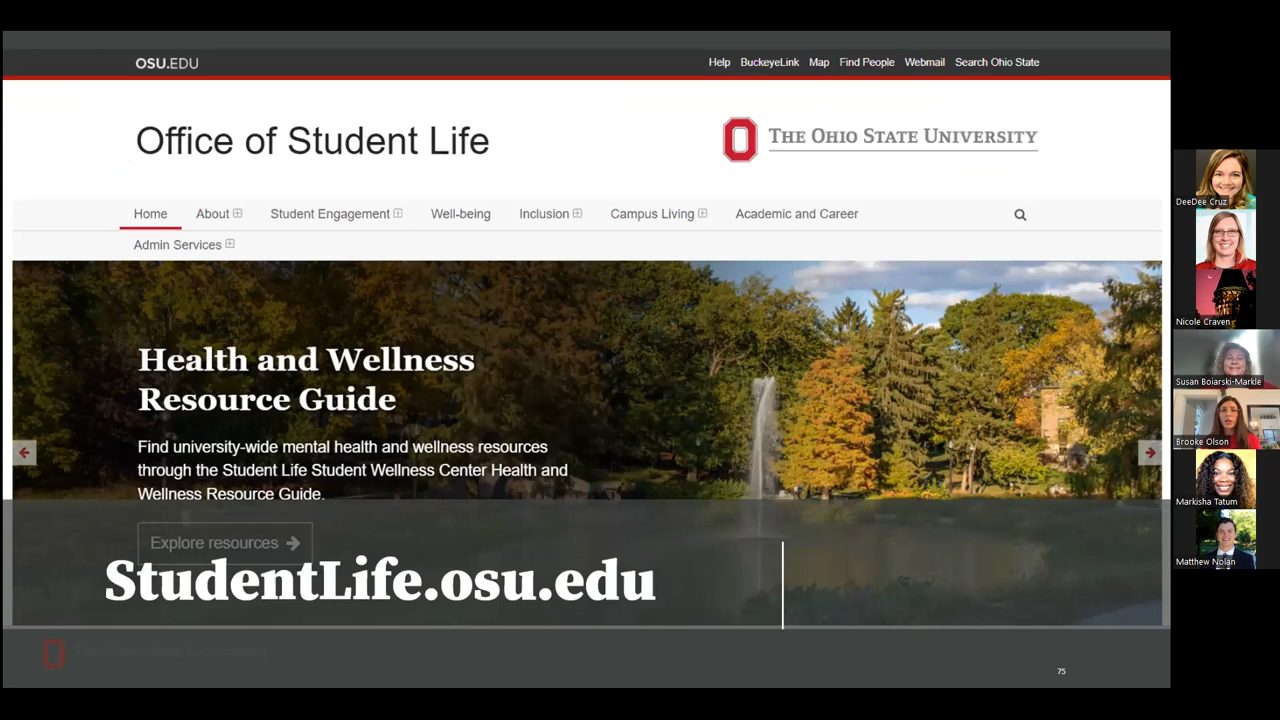 OSU.EDU
Help BuckeyeLink Map Find People Webmail Search Ohio State
Office of Student Life
THE OHIO STATE UNIVERSITY
Home About Student Engagement Well-being Inclusion Campus Living Academic and Career
Admin Services
Health and Wellness
Resource Guide
Find university-wide mental health and wellness resources
through the Student Life Student Wellness Center Health and
Wellness Resource Guide.
Explore resources
StudentLife.osu.edu
THE OHIO STATE UNIVERSITY
75
DeeDee Cruz
Nicole Craven
Susan Boiarski-Markle
Brooke Olson
Markisha Tatum
Matthew Nolan